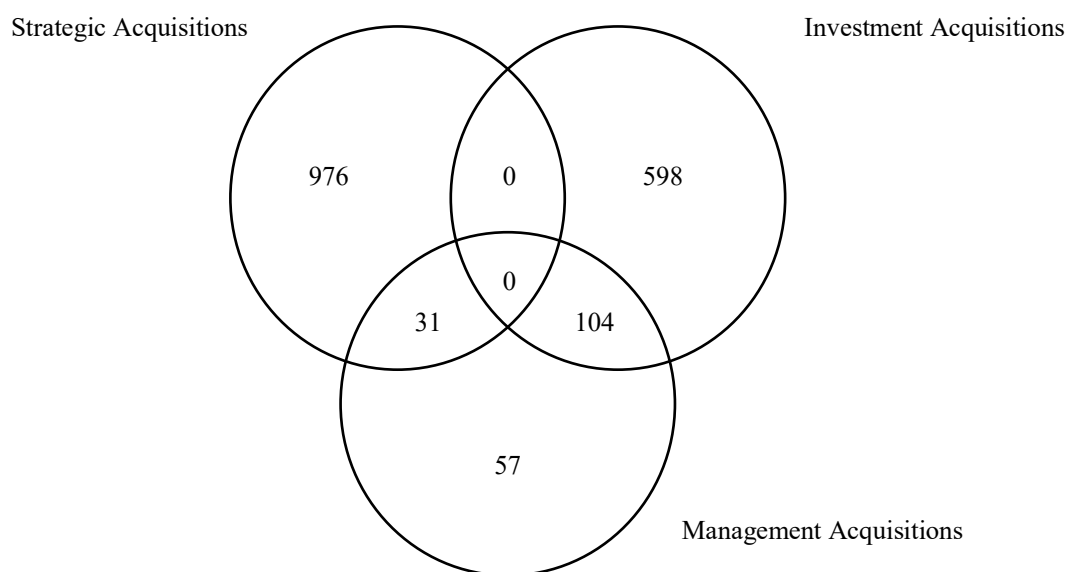 Strategic Acquisitions
Investment Acquisitions
976
0
598
0
31
104
57
Management Acquisitions